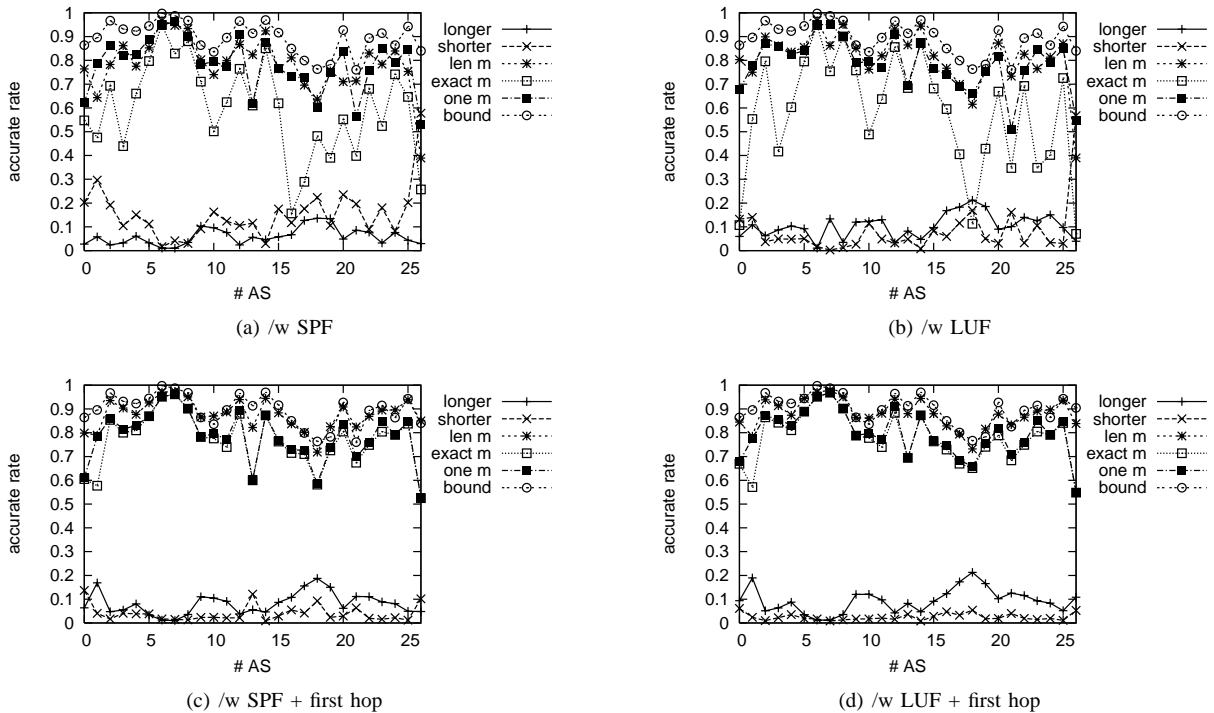 1
0.9
0.8
0.7
0.6
0.5
0.4
0.3
0.2
0.1
0
accurate rate
0 5 10 15 20 25
# AS
longer
shorter
len m
exact m
one m
bound
(a) /w SPF
1
0.9
0.8
0.7
0.6
0.5
0.4
0.3
0.2
0.1
0
accurate rate
0 5 10 15 20 25
# AS
longer
shorter
len m
exact m
one m
bound
(b) /w LUF
1
0.9
0.8
0.7
0.6
0.5
0.4
0.3
0.2
0.1
0
accurate rate
0 5 10 15 20 25
# AS
longer
shorter
len m
exact m
one m
bound
(c) /w SPF + first hop
1
0.9
0.8
0.7
0.6
0.5
0.4
0.3
0.2
0.1
0
accurate rate
0 5 10 15 20 25
# AS
longer
shorter
len m
exact m
one m
bound
(d) /w LUF + first hop